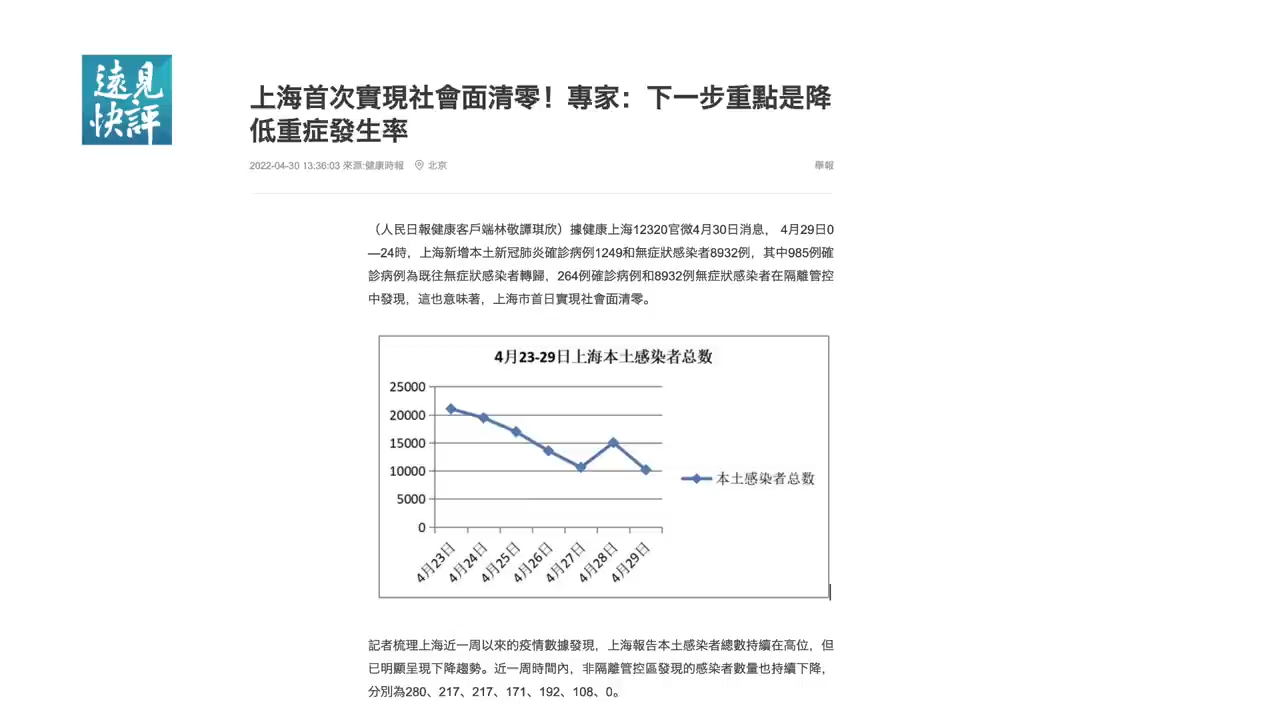 遠見
快評
上海首次實現社會面清零！專家：下一步重點是降
低重症發生率
2022-04-30 13:36:03 來源:健康時報 北京
舉報
（人民日報健康客戶端林敬譚琪欣）據健康上海12320官微4月30日消息， 4月29日0
—24時，上海新增本土新冠肺炎確診病例1249和無症狀感染者8932例，其中985例確
診病例為既往無症狀感染者轉歸，264例確診病例和8932例無症狀感染者在隔離管控
中發現，這也意味著，上海市首日實現社會面清零。
4月23-29日上海本土感染者总数
25000
20000
15000
10000
5000
0
4月23日
4月24日
4月25日
4月26日
4月27日
4月28日
4月29日
本土感染者总数
記者梳理上海近一周以來的疫情數據發現，上海報告本土感染者總數持續在高位，但
已明顯呈現下降趨勢。近一周時間內，非隔離管控區發現的感染者數量也持續下降，
分別為280、217、217、171、192、108、0。